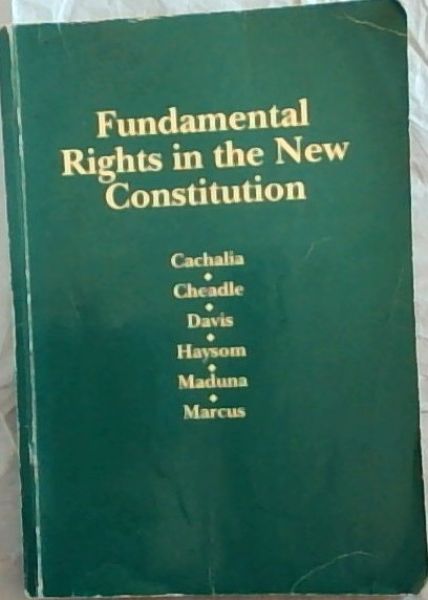 Fundamental
Rights in the New
Constitution
Cachalia
Cheadle
Davis
Haysom
Maduna
Marcus